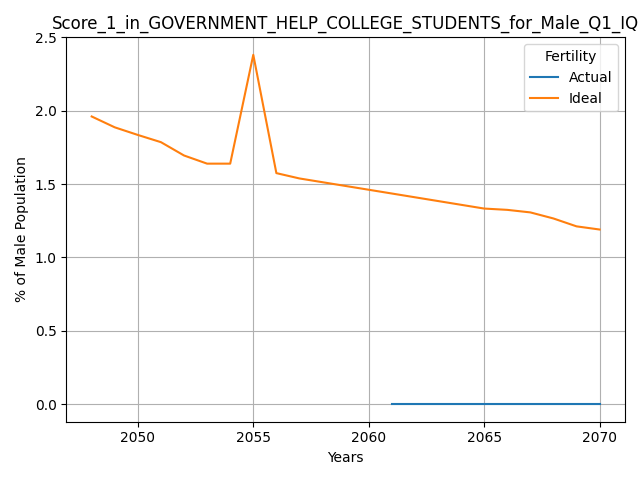 Score_1_in_GOVERNMENT_HELP_COLLEGE_STUDENTS_for_Male_Q1_IQ
2.5
2.0
1.5
1.0
0.5
0.0
% of Male Population
Fertility
Actual
Ideal
2050
2055
2060
2065
2070
Years